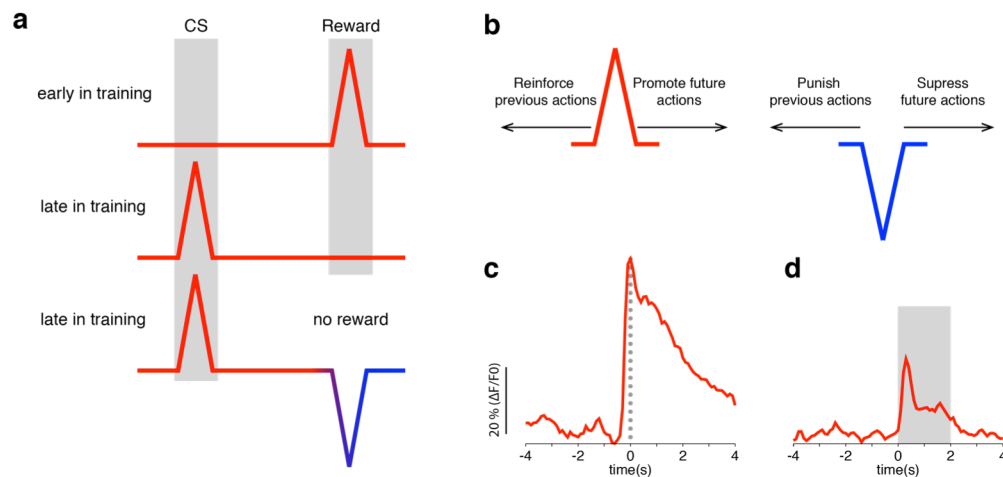 a
CS Reward
early in training
late in training
late in training no reward
b
Reinforce
previous actions
Promote future
actions
Punish
previous actions
Supress
future actions
c
20 % (ΔF/F0)
-4 -2 0 2 4
time(s)
d
-4 -2 0 2 4
time(s)